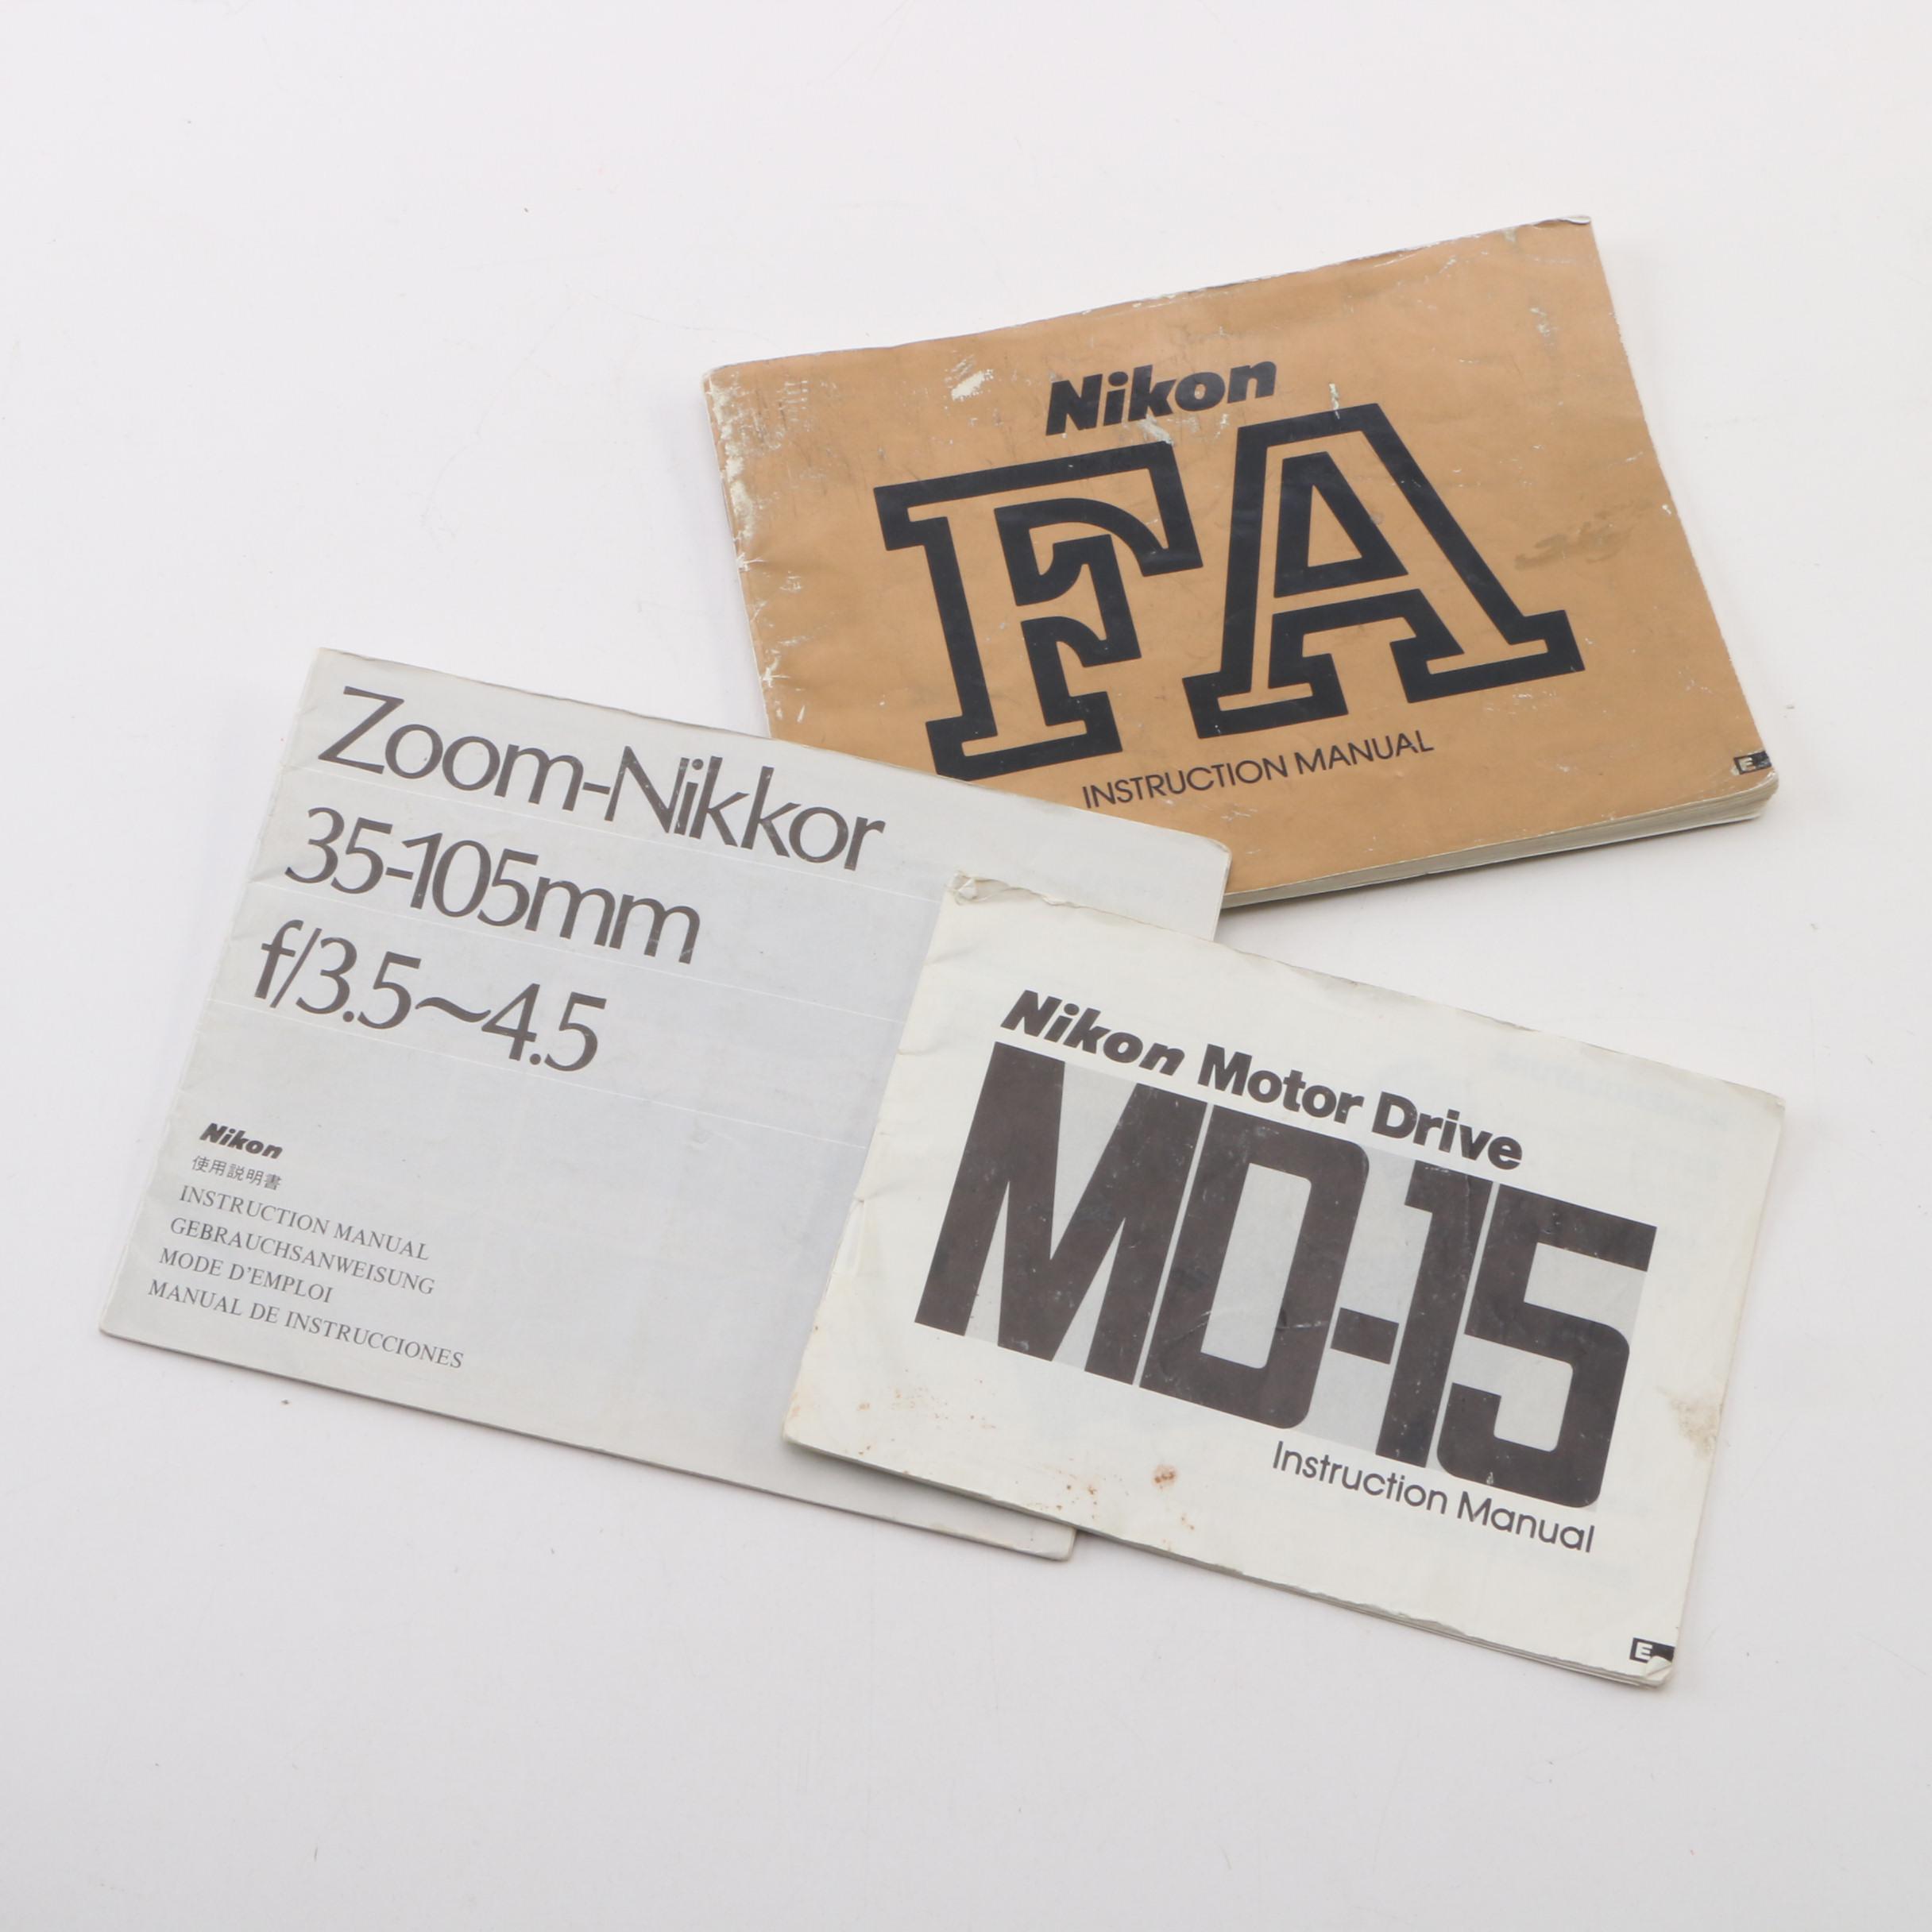 Nikon
FA
INSTRUCTION MANUAL
E
Zoom-Nikkor
35-105mm
f/3.5~4.5
Nikon
使用説明書
INSTRUCTION MANUAL
GEBRAUCHSANWEISUNG
MODE D'EMPLOI
MANUAL DE INSTRUCCIONES
Nikon Motor Drive
MD-15
Instruction Manual
E